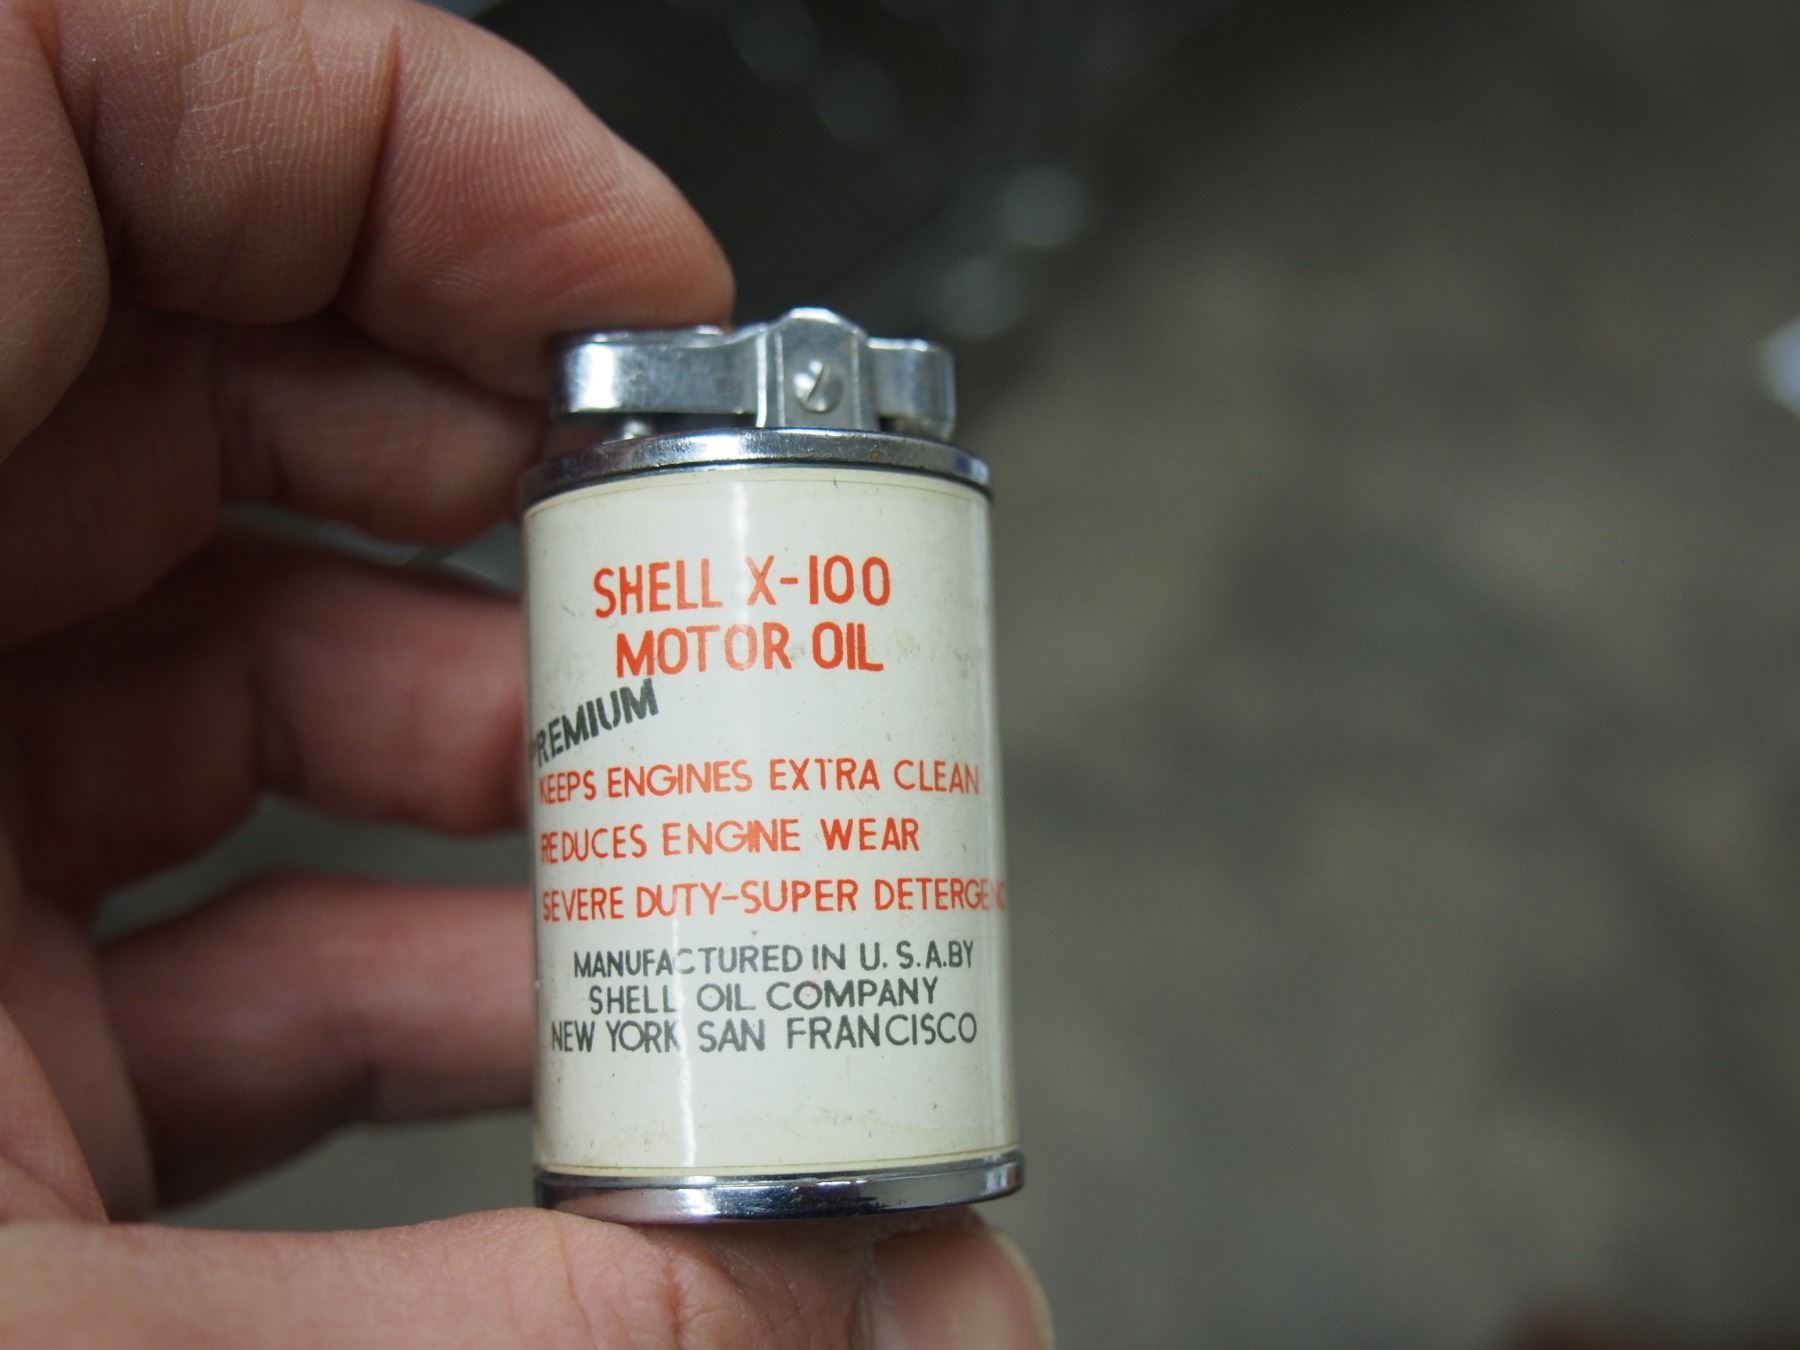 SHELL X-100
MOTOR OIL
PREMIUM
KEEPS ENGINES EXTRA CLEAN
REDUCES ENGINE WEAR
SEVERE DUTY-SUPER
MANUFACTURED IN U. S. A.BY
SHELL OIL COMPANY
NEW YORK SAN FRANCISCO